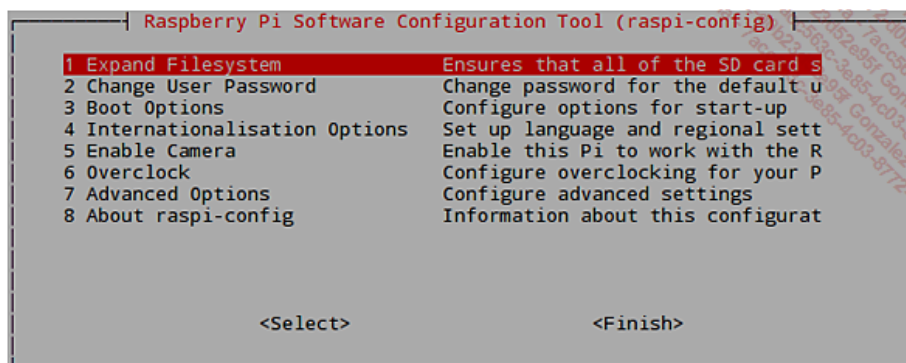 Raspberry Pi Software Configuration Tool (raspi-config)
1 Expand Filesystem Ensures that all of the SD card s
2 Change User Password Change password for the default u
3 Boot Options Configure options for start-up
4 Internationalisation Options Set up language and regional sett
5 Enable Camera Enable this Pi to work with the R
6 Overclock Configure overclocking for your P
7 Advanced Options Configure advanced settings
8 About raspi-config Information about this configurat
<Select> <Finish>